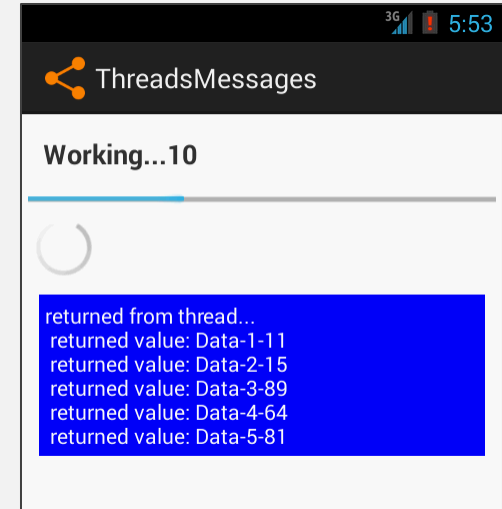 3G 5:53
ThreadsMessages
Working...10
returned from thread...
returned value: Data-1-11
returned value: Data-2-15
returned value: Data-3-89
returned value: Data-4-64
returned value: Data-5-81